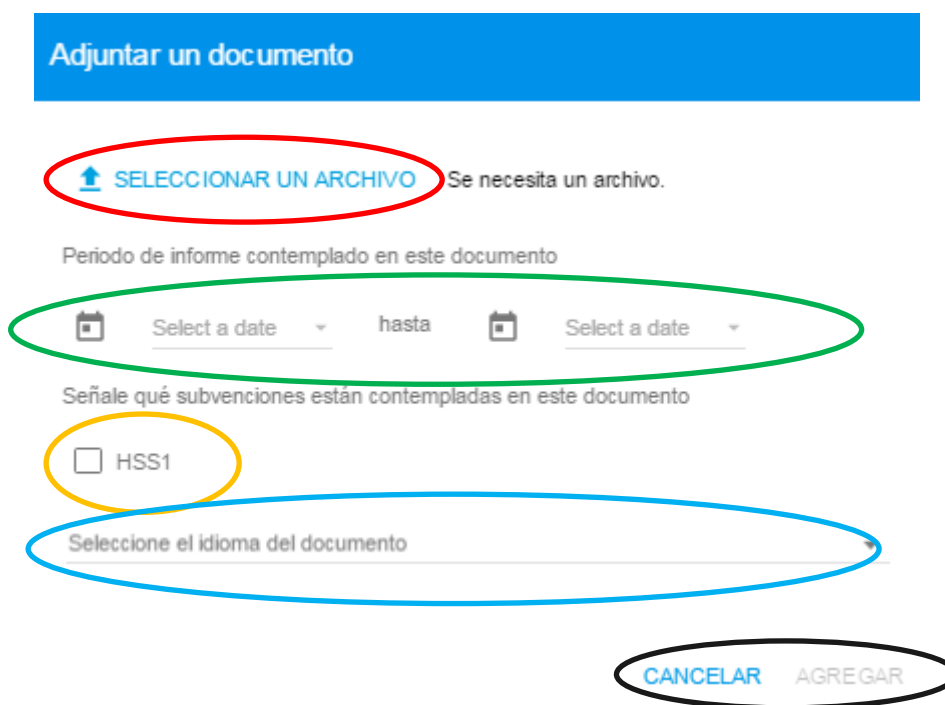 Adjuntar un documento
SELECCIONAR UN ARCHIVO Se necesita un archivo.
Periodo de informe contemplado en este documento
Select a date hasta Select a date
Señale qué subvenciones están contempladas en este documento
HSS1
Seleccione el idioma del documento
CANCELAR AGREGAR